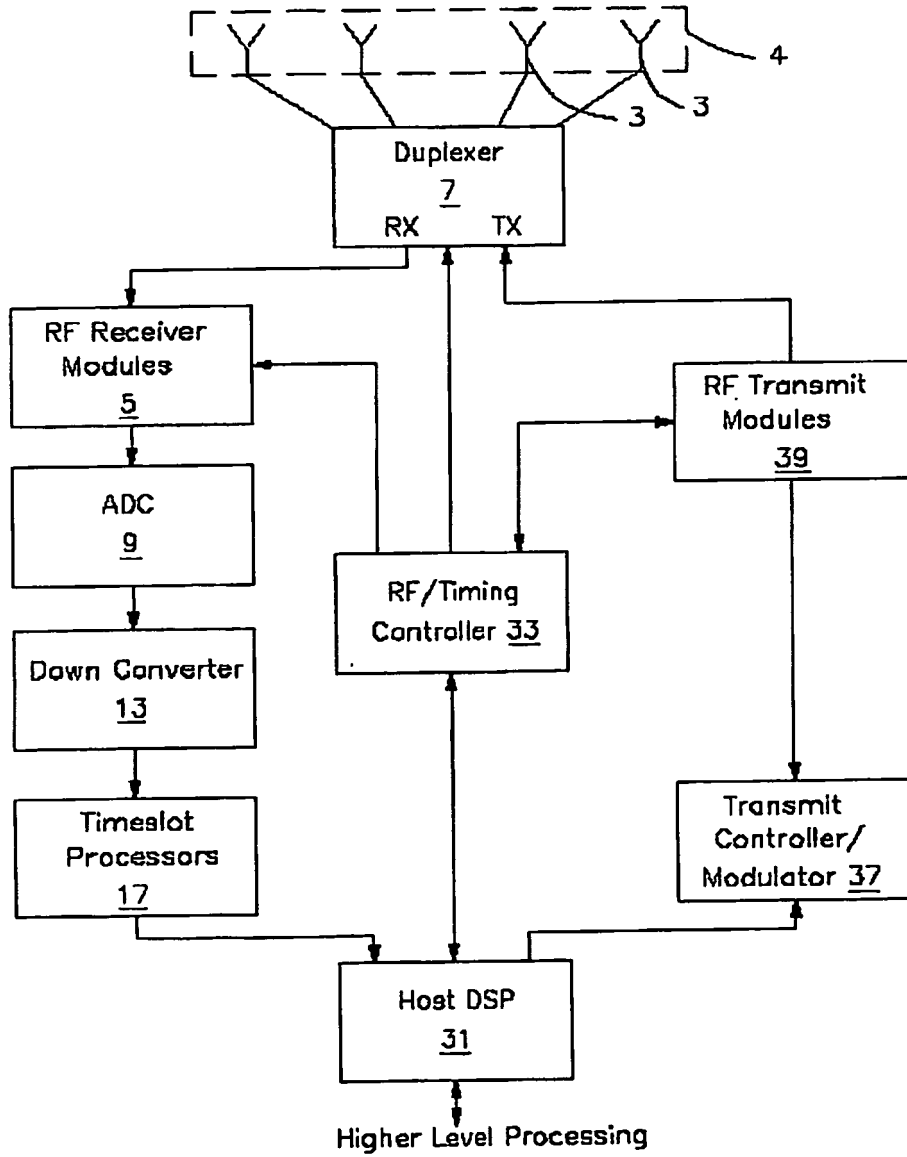 4
3
3
Duplexer
7
RX
TX
RF Receiver
Modules
5
RF Transmit
Modules
39
ADC
9
RF/Timing
Controller 33
Down Converter
13
Timeslot
Processors
17
Transmit
Controller/
Modulator 37
Host DSP
31
Higher Level Processing